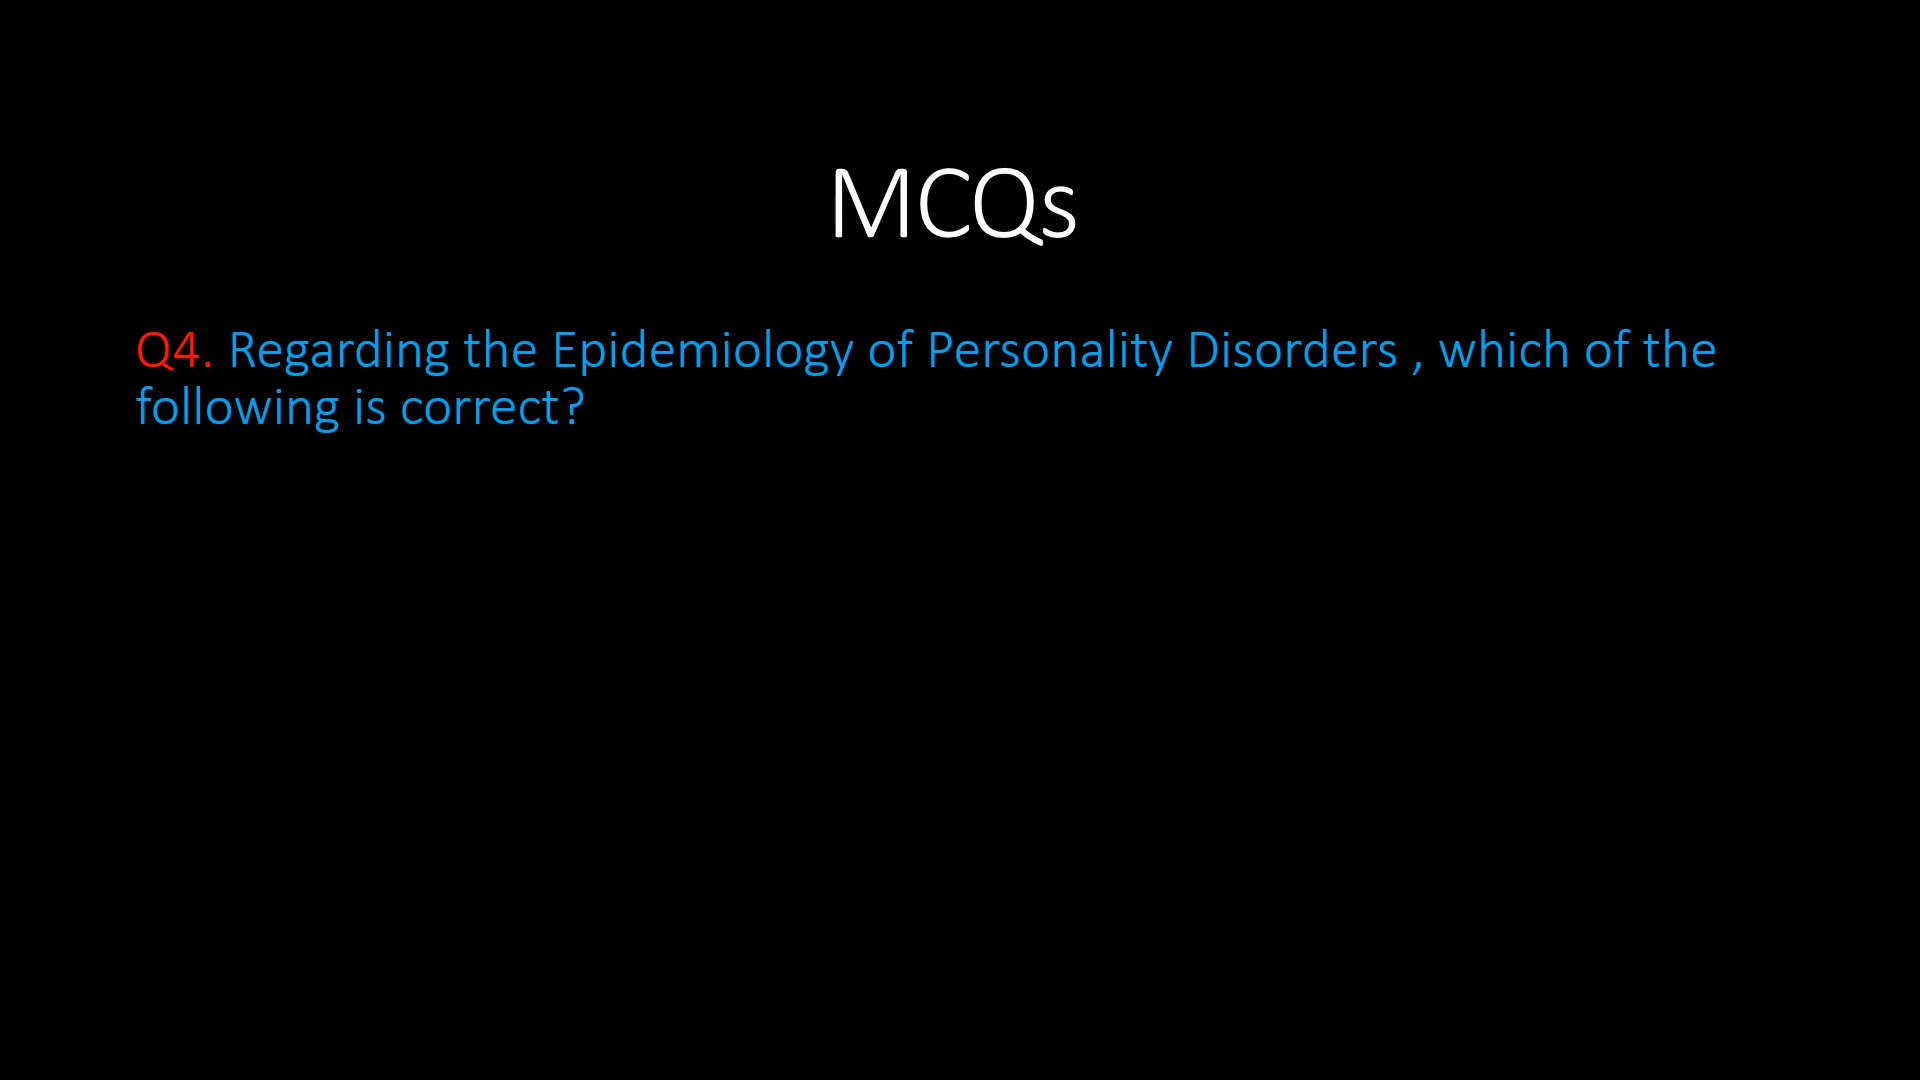 MCQs
Q4. Regarding the Epidemiology of Personality Disorders , which of the
following is correct?